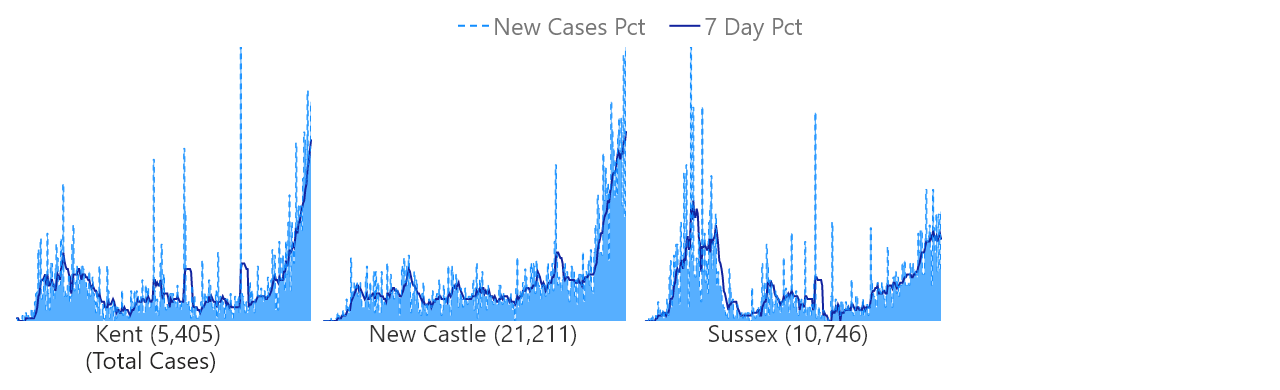 New Cases Pct 7 Day Pct
Kent (5,405) New Castle (21,211) Sussex (10,746)
(Total Cases)